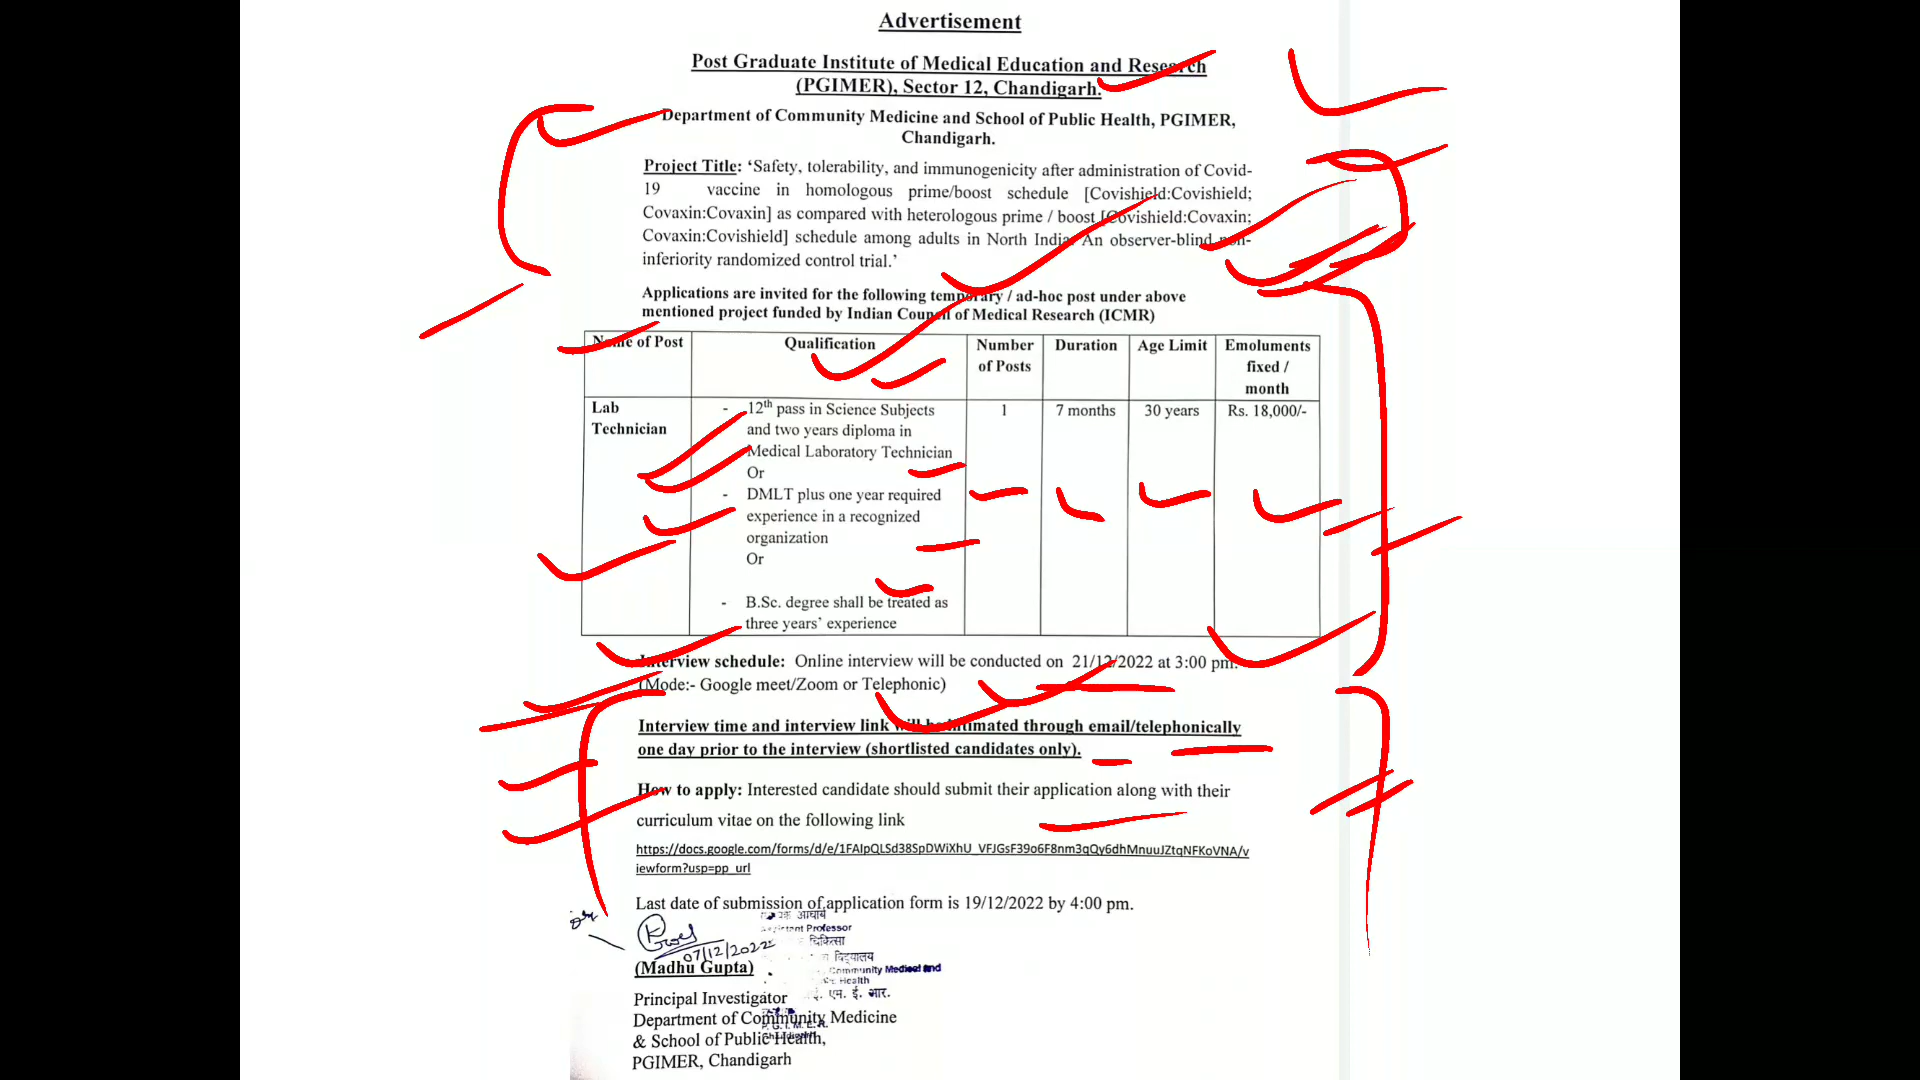 Advertisement
Post Graduate Institute of Medical Education and Research
(PGIMER), Sector 12, Chandigarh.
Department of Community Medicine and School of Public Health, PGIMER,
Chandigarh.
Project Title: ‘Safety, tolerability, and immunogenicity after administration of Covid-
19 vaccine in homologous prime/boost schedule [Covishield:Covishield;
Covaxin:Covaxin] as compared with heterologous prime / boost [Covishield:Covaxin;
Covaxin:Covishield] schedule among adults in North India: An observer-blind non-
inferiority randomized control trial.’
Applications are invited for the following temporary / ad-hoc post under above
mentioned project funded by Indian Council of Medical Research (ICMR)
Name of Post Qualification Number of Posts Duration Age Limit Emoluments fixed / month
Lab Technician
- 12th pass in Science Subjects
and two years diploma in
Medical Laboratory Technician
Or
- DMLT plus one year required
experience in a recognized
organization
Or
- B.Sc. degree shall be treated as
three years’ experience
1 7 months 30 years Rs. 18,000/-
Interview schedule: Online interview will be conducted on 21/12/2022 at 3:00 pm.
(Mode:- Google meet/Zoom or Telephonic)
Interview time and interview link will be intimated through email/telephonically
one day prior to the interview (shortlisted candidates only).
How to apply: Interested candidate should submit their application along with their
curriculum vitae on the following link
https://docs.google.com/forms/d/e/1FAIpQLSd38SpDWiXhU_VFJGsF39o6F8nm3qQy6dhMnuuJZtqNFKoVNA/v
iewform?usp=pp_url
Last date of submission of application form is 19/12/2022 by 4:00 pm.
आचार्य
Professor
चिकित्सा
07/12/2022
विद्यालय
(Madhu Gupta)
Community Medical and
Health
एम. ई. आर.
Principal Investigator
Department of Community Medicine
P.G.I.M.E.R.
& School of Public Health,
PGIMER, Chandigarh